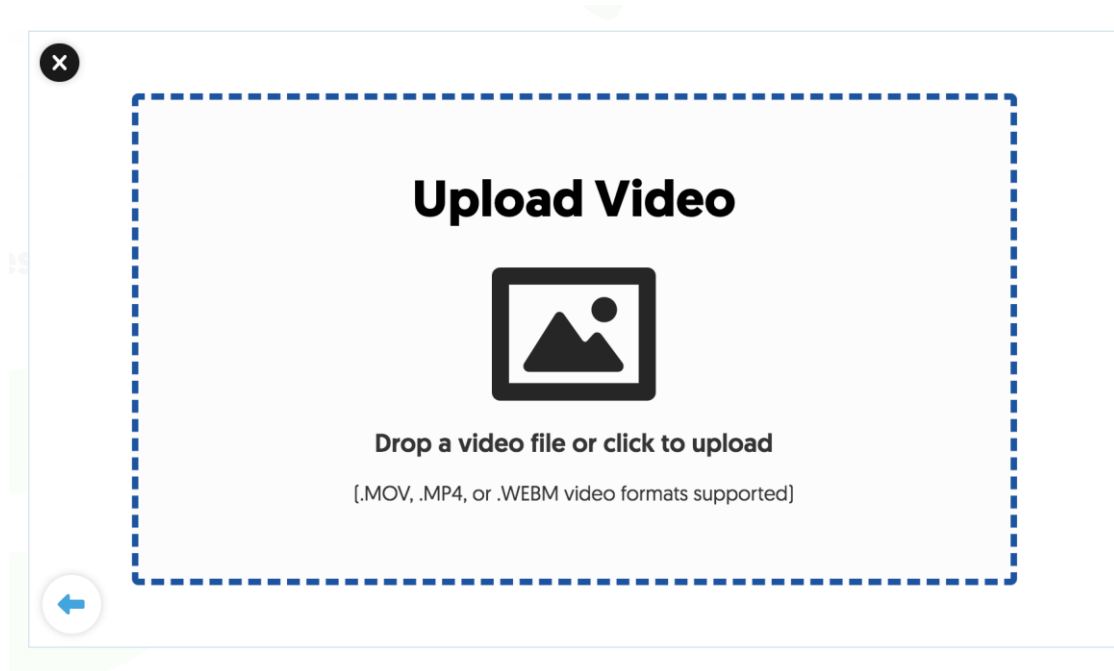 Upload Video
Drop a video file or click to upload
(.MOV, .MP4, or .WEBM video formats supported)